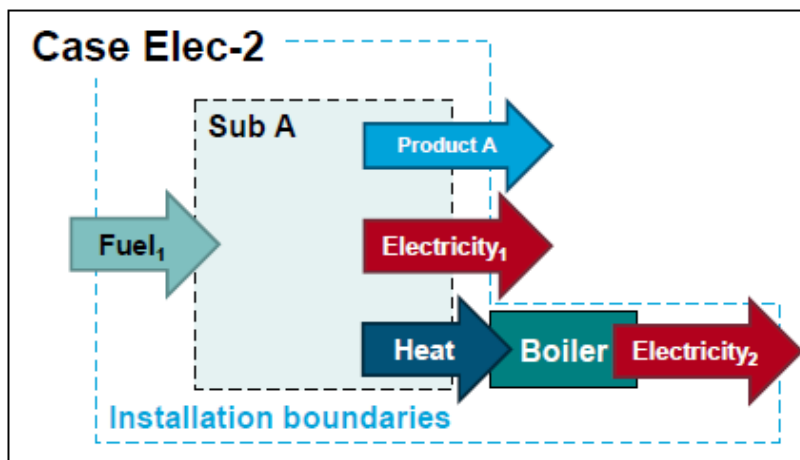 Case Elec-2
Sub A
Product A
Fuel₁
Electricity₁
Heat
Boiler
Electricity₂
Installation boundaries